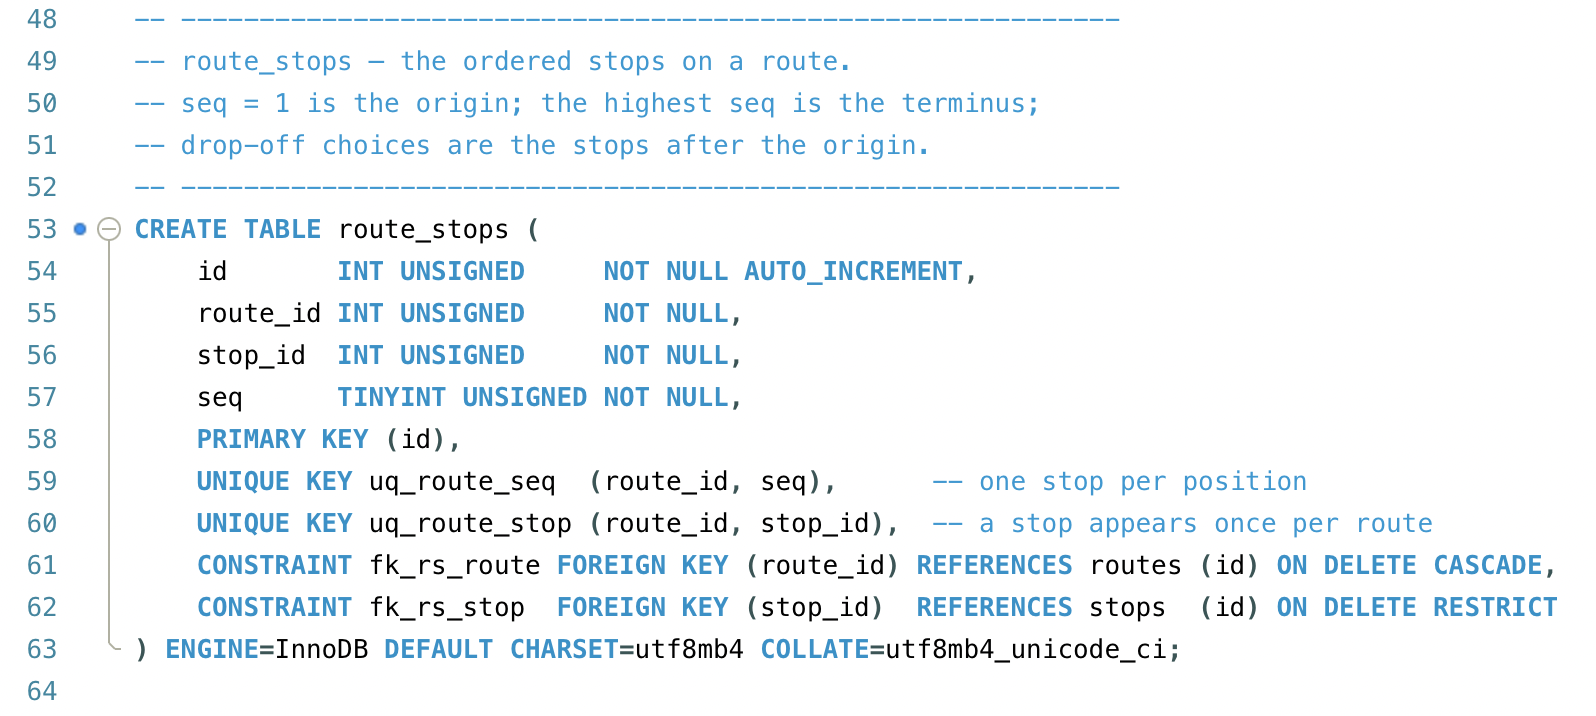 48 -- ------------------------------------------------------------
49 -- route_stops — the ordered stops on a route.
50 -- seq = 1 is the origin; the highest seq is the terminus;
51 -- drop-off choices are the stops after the origin.
52 -- ------------------------------------------------------------
53 CREATE TABLE route_stops (
54     id       INT UNSIGNED     NOT NULL AUTO_INCREMENT,
55     route_id INT UNSIGNED     NOT NULL,
56     stop_id  INT UNSIGNED     NOT NULL,
57     seq      TINYINT UNSIGNED NOT NULL,
58     PRIMARY KEY (id),
59     UNIQUE KEY uq_route_seq  (route_id, seq),      -- one stop per position
60     UNIQUE KEY uq_route_stop (route_id, stop_id),  -- a stop appears once per route
61     CONSTRAINT fk_rs_route FOREIGN KEY (route_id) REFERENCES routes (id) ON DELETE CASCADE,
62     CONSTRAINT fk_rs_stop  FOREIGN KEY (stop_id)  REFERENCES stops  (id) ON DELETE RESTRICT
63 ) ENGINE=InnoDB DEFAULT CHARSET=utf8mb4 COLLATE=utf8mb4_unicode_ci;
64